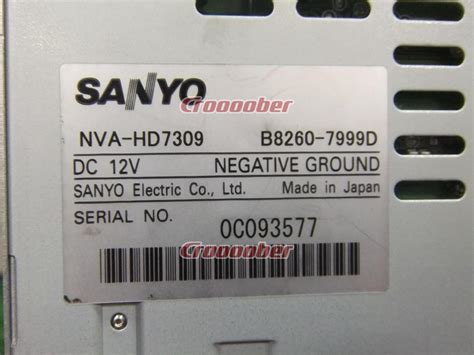 SANYO
Croooober
NVA-HD7309 B8260-7999D
DC 12V NEGATIVE GROUND
SANYO Electric Co., Ltd. Made in Japan
SERIAL NO. 0C093577
Croooober